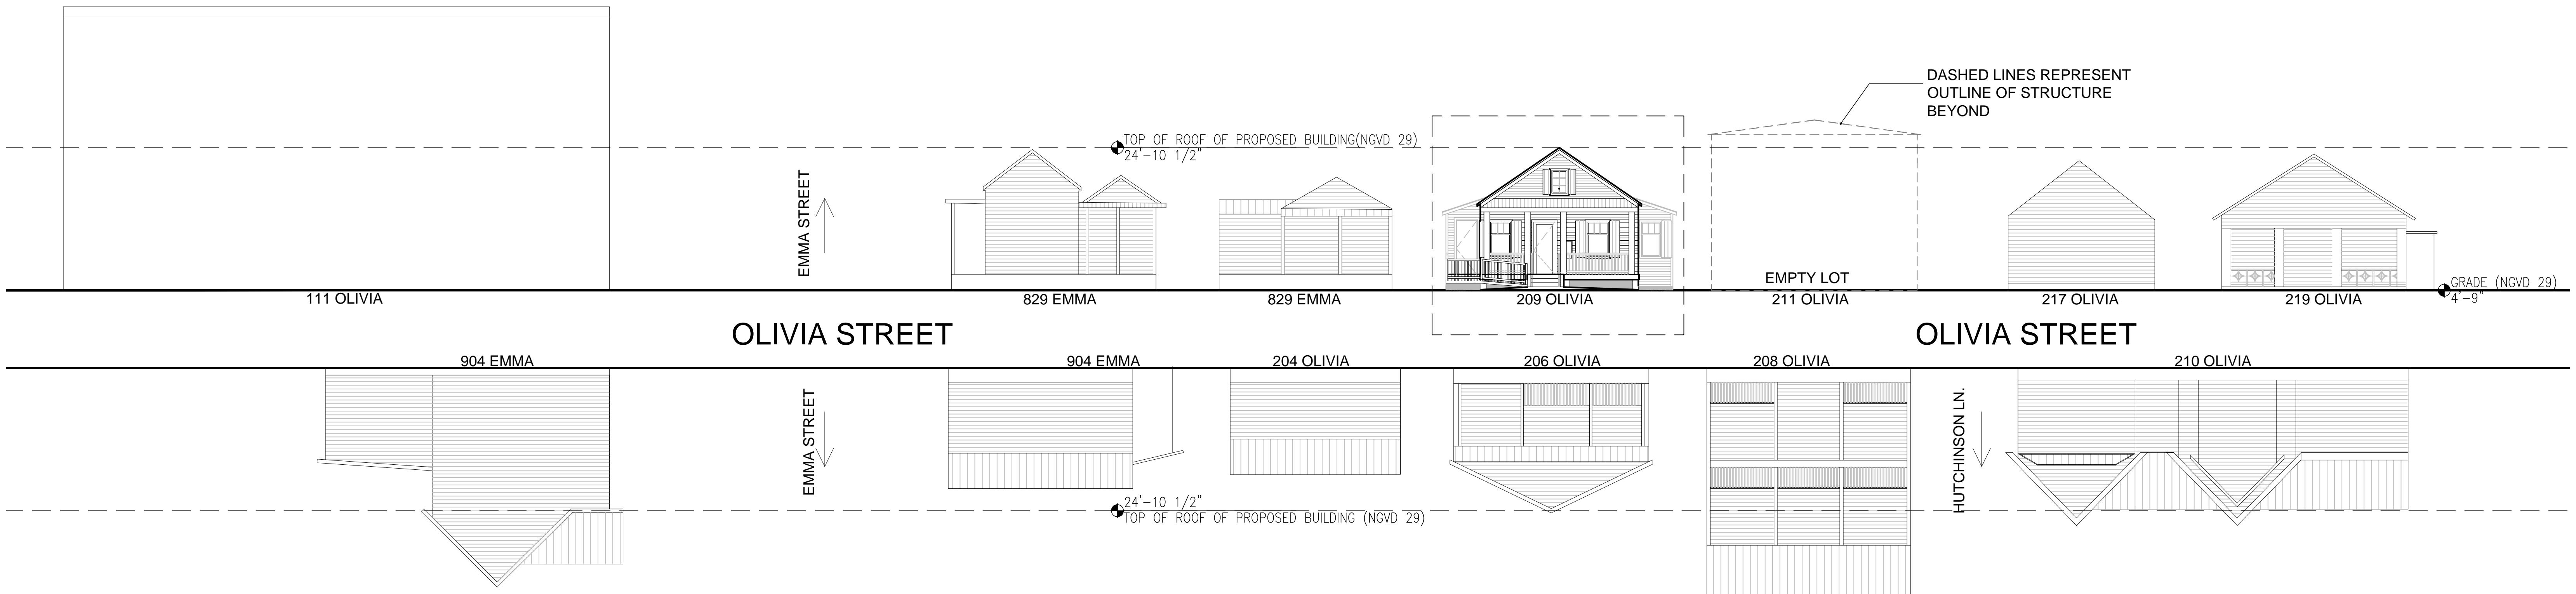 DASHED LINES REPRESENT
OUTLINE OF STRUCTURE
BEYOND
TOP OF ROOF OF PROPOSED BUILDING(NGVD 29)
24'-10 1/2"
EMMA STREET
EMPTY LOT
GRADE (NGVD 29)
4'-9"
111 OLIVIA
829 EMMA
829 EMMA
209 OLIVIA
211 OLIVIA
217 OLIVIA
219 OLIVIA
OLIVIA STREET
OLIVIA STREET
904 EMMA
904 EMMA
204 OLIVIA
206 OLIVIA
208 OLIVIA
210 OLIVIA
EMMA STREET
HUTCHINSON LN.
24'-10 1/2"
TOP OF ROOF OF PROPOSED BUILDING (NGVD 29)